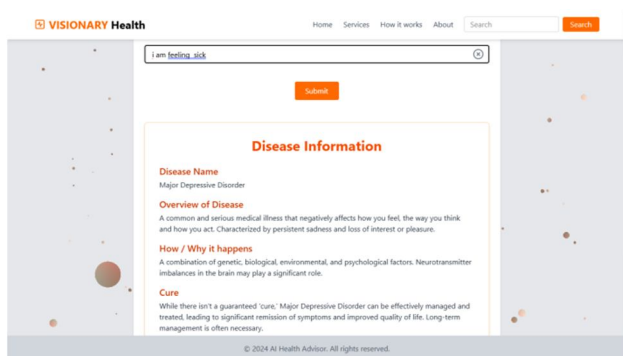 VISIONARY Health
Home Services How it works About Search Search
i am feeling sick
Submit
Disease Information
Disease Name
Major Depressive Disorder
Overview of Disease
A common and serious medical illness that negatively affects how you feel, the way you think
and how you act. Characterized by persistent sadness and loss of interest or pleasure.
How / Why it happens
A combination of genetic, biological, environmental, and psychological factors. Neurotransmitter
imbalances in the brain may play a significant role.
Cure
While there isn't a guaranteed 'cure,' Major Depressive Disorder can be effectively managed and
treated, leading to significant remission of symptoms and improved quality of life. Long-term
management is often necessary.
© 2024 AI Health Advisor. All rights reserved.